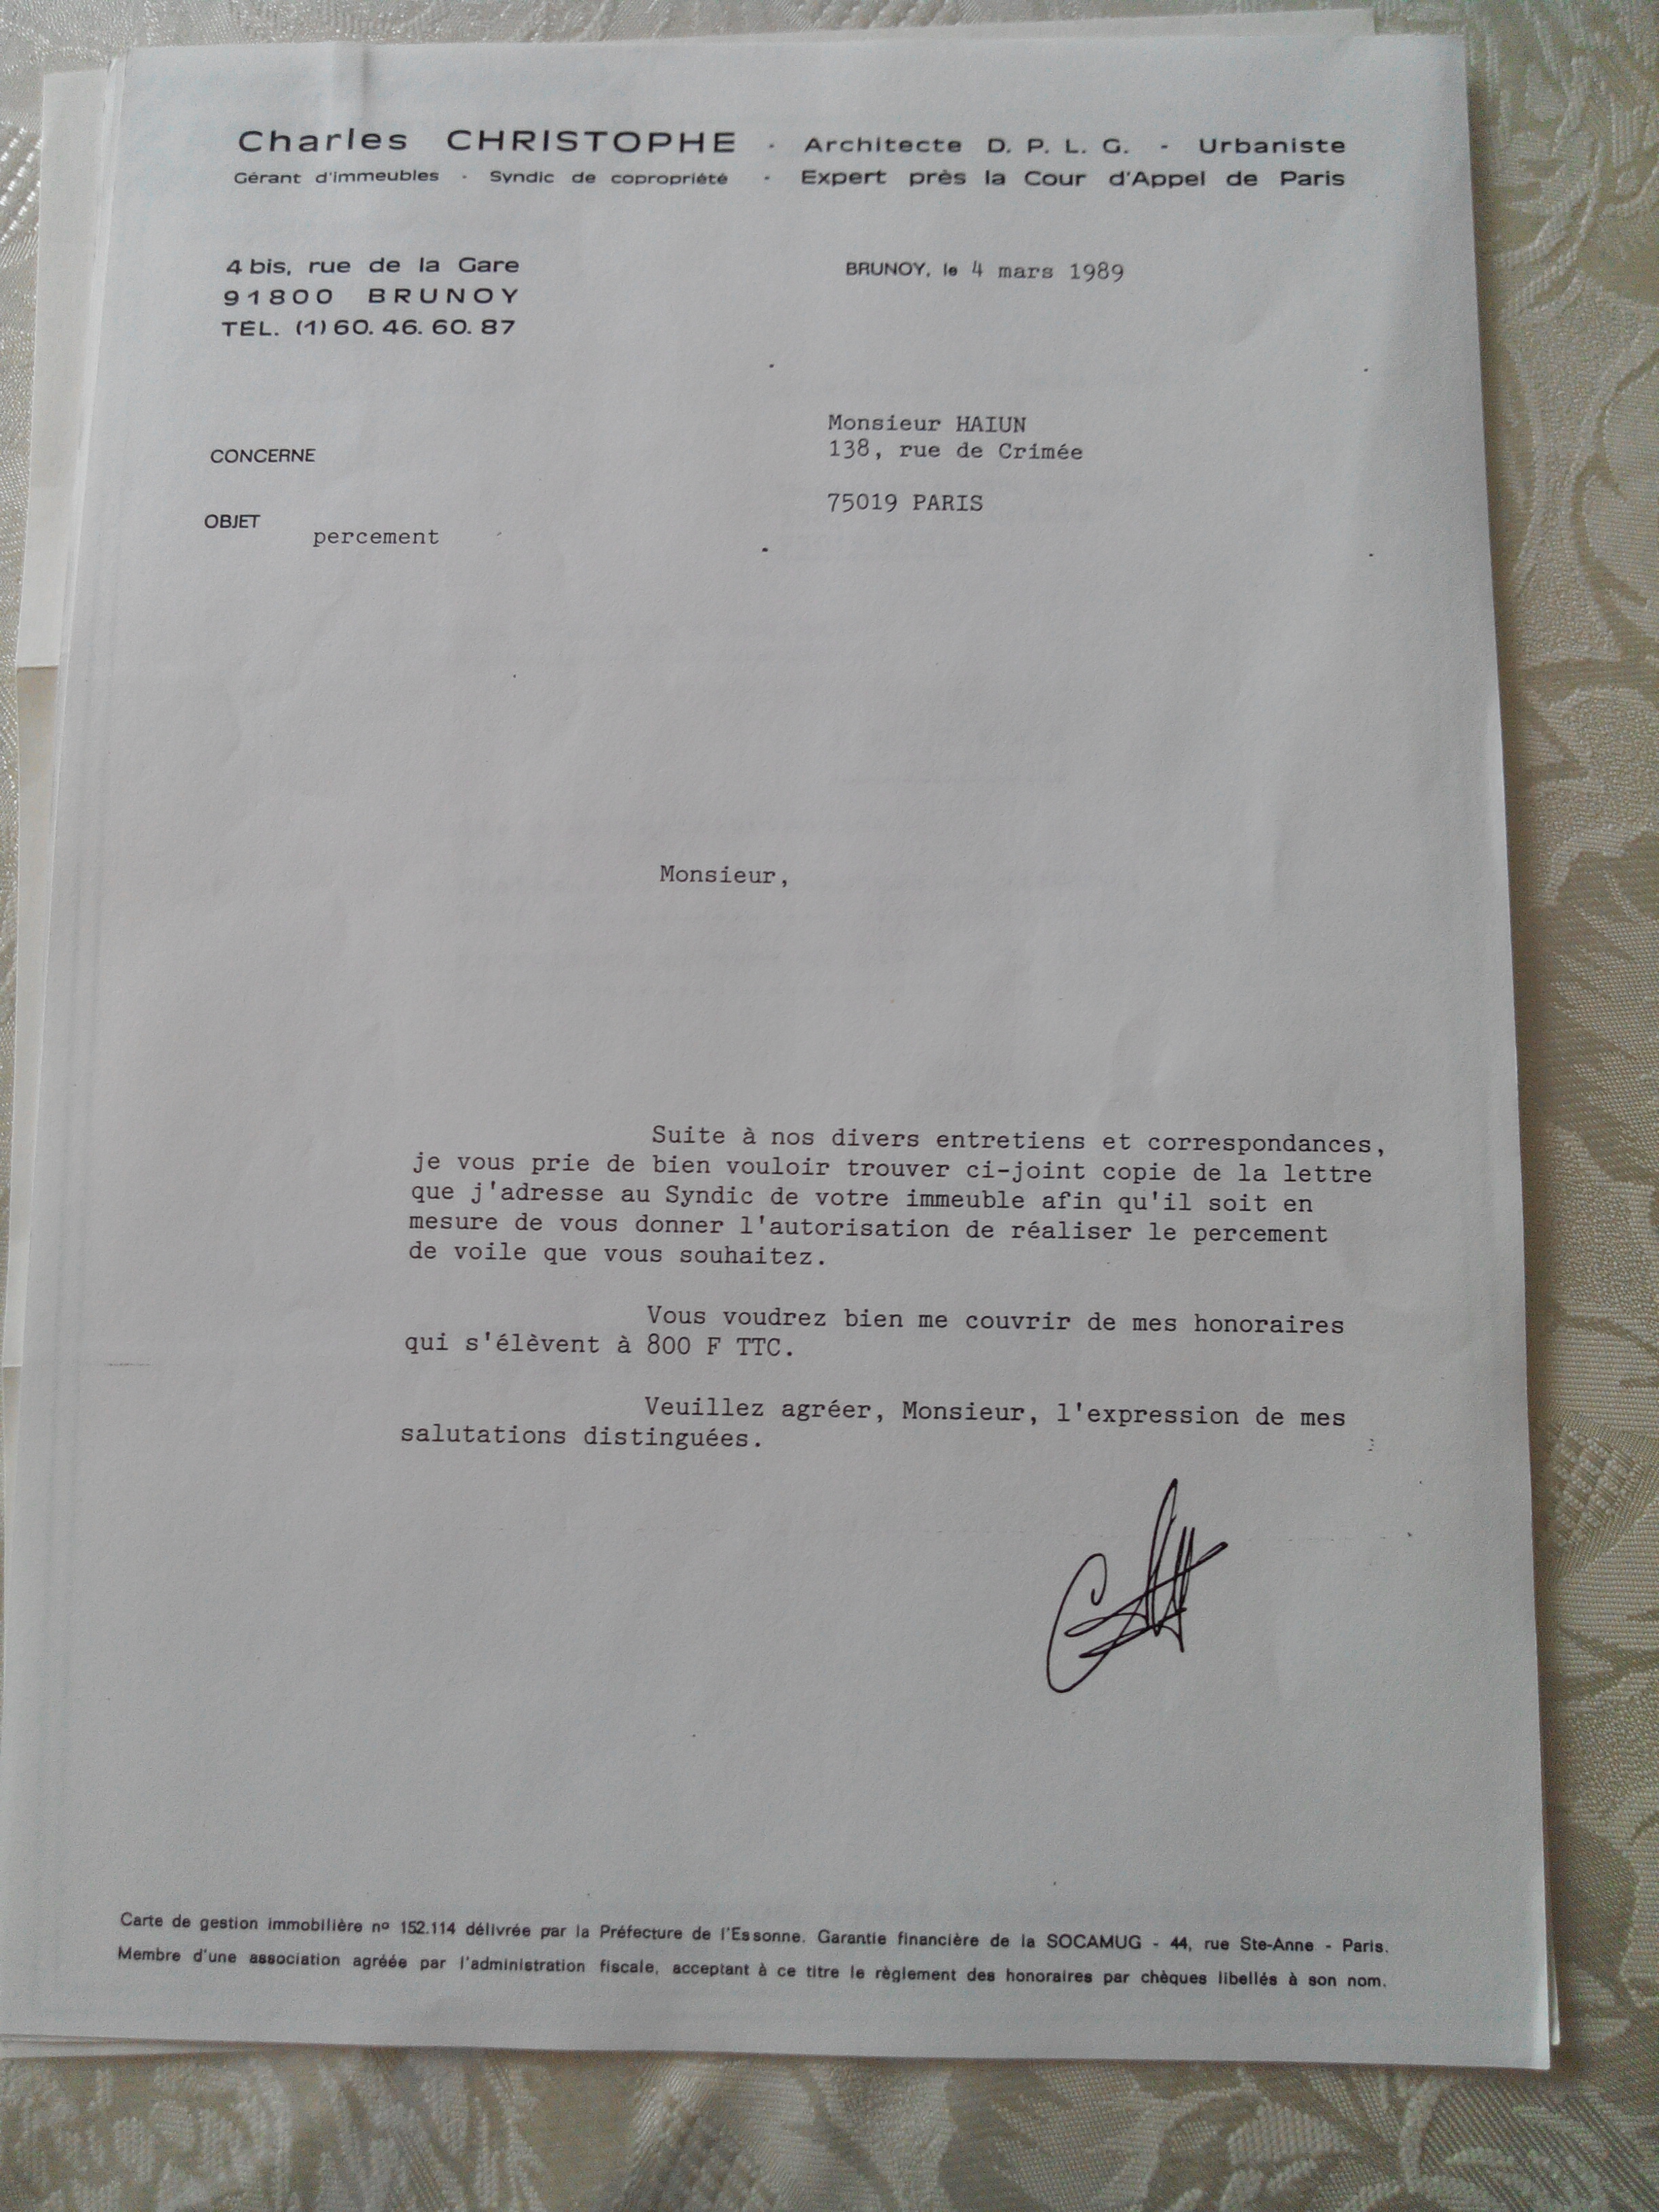 Charles CHRISTOPHE - Architecte D. P. L. G. - Urbaniste
Gérant d'immeubles - Syndic de copropriété - Expert près la Cour d'Appel de Paris
4 bis, rue de la Gare
91800 BRUNOY
TÉL. (1) 60. 46. 60. 87
BRUNOY, le 4 mars 1989
Monsieur HAIUN
138, rue de Crimée
75019 PARIS
CONCERNE
OBJET
percement
Monsieur,
Suite à nos divers entretiens et correspondances,
je vous prie de bien vouloir trouver ci-joint copie de la lettre
que j'adresse au Syndic de votre immeuble afin qu'il soit en
mesure de vous donner l'autorisation de réaliser le percement
de voile que vous souhaitez.
Vous voudrez bien me couvrir de mes honoraires
qui s'élèvent à 800 F TTC.
Veuillez agréer, Monsieur, l'expression de mes
salutations distinguées.
Carte de gestion immobilière nº 152.114 délivrée par la Préfecture de l'Essonne. Garantie financière de la SOCAMUG - 44, rue Ste-Anne - Paris.
Membre d'une association agréée par l'administration fiscale, acceptant à ce titre le règlement des honoraires par chèques libellés à son nom.